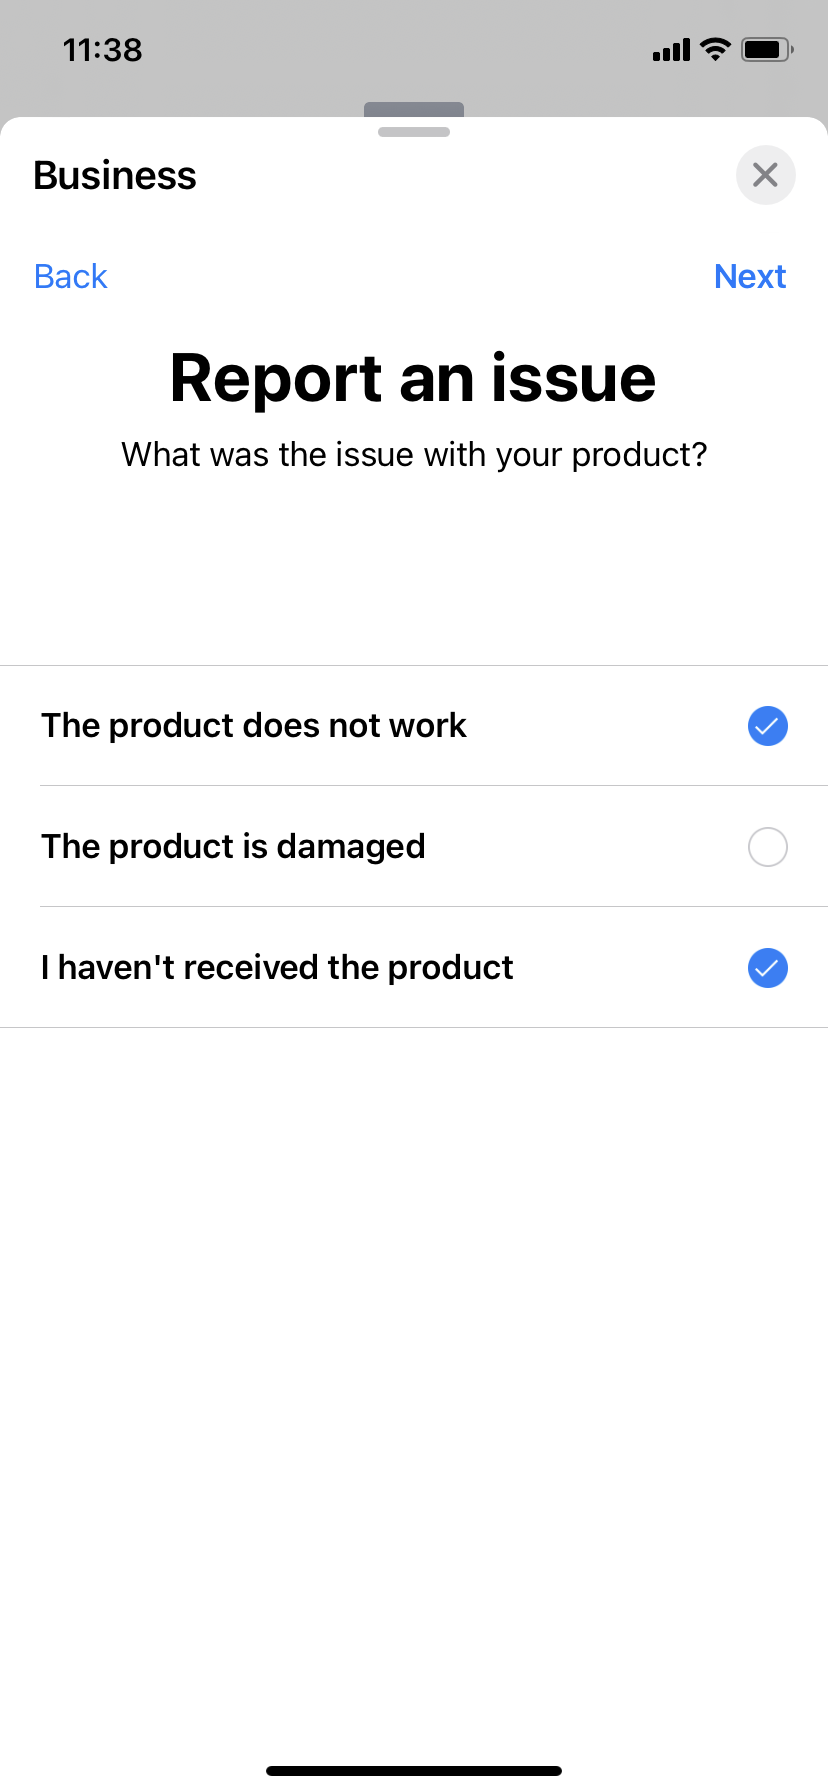 11:38
Business
Back
Next
Report an issue
What was the issue with your product?
The product does not work
The product is damaged
I haven't received the product